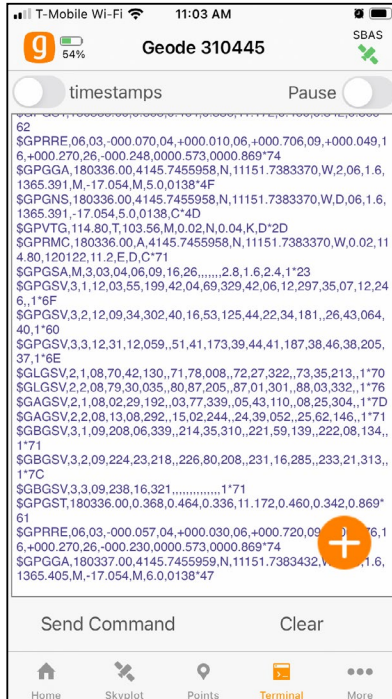 T-Mobile Wi-Fi 11:03 AM
g 54% Geode 310445 SBAS
timestamps Pause
62
$GPRRE,06,03,-000.070,04,+000.010,06,+000.706,09,+000.049,1
6,+000.270,26,-000.248,0000.573,0000.869*74
$GPGGA,180336.00,4145.7455958,N,11151.7383370,W,2,06,1.6,
1365.391,M,-17.054,M,5.0,0138*4F
$GPGNS,180336.00,4145.7455958,N,11151.7383370,W,D,06,1.6,
1365.391,-17.054,5.0,0138,C*4D
$GPVTG,114.80,T,103.56,M,0.02,N,0.04,K,D*2D
$GPRMC,180336.00,A,4145.7455958,N,11151.7383370,W,0.02,11
4.80,120122,11.2,E,D,C*71
$GPGSA,M,3,03,04,06,09,16,26,,,,,,,2.8,1.6,2.4,1*23
$GPGSV,3,1,12,03,55,199,42,04,69,329,42,06,12,297,35,07,12,24
6,,1*6F
$GPGSV,3,2,12,09,34,302,40,16,53,125,44,22,34,181,,26,43,064,
40,1*60
$GPGSV,3,3,12,31,12,059,,51,41,173,39,44,41,187,38,46,38,205,
37,1*6E
$GLGSV,2,1,08,70,42,130,,71,78,008,,72,27,322,,73,35,213,,1*70
$GLGSV,2,2,08,79,30,035,,80,87,205,,87,01,301,,88,03,332,,1*76
$GAGSV,2,1,08,02,29,192,,03,77,339,,05,43,110,,08,25,304,,1*7D
$GAGSV,2,2,08,13,08,292,,15,02,244,,24,39,052,,25,62,146,,1*71
$GBGSV,3,1,09,208,06,339,,214,35,310,,221,59,139,,222,08,134,,
1*71
$GBGSV,3,2,09,224,23,218,,226,80,208,,231,16,285,,233,21,313,,
1*7C
$GBGSV,3,3,09,238,16,321,,,,,,,,,,,,,,1*71
$GPGST,180336.00,0.368,0.464,0.336,11.172,0.460,0.342,0.869*
61
$GPRRE,06,03,-000.057,04,+000.030,06,+000.720,09
6,+000.270,26,-000.230,0000.573,0000.869*74
$GPGGA,180337.00,4145.7455959,N,11151.7383432,
1365.405,M,-17.054,M,6.0,0138*47
Send Command Clear
Home Skyplot Points Terminal More